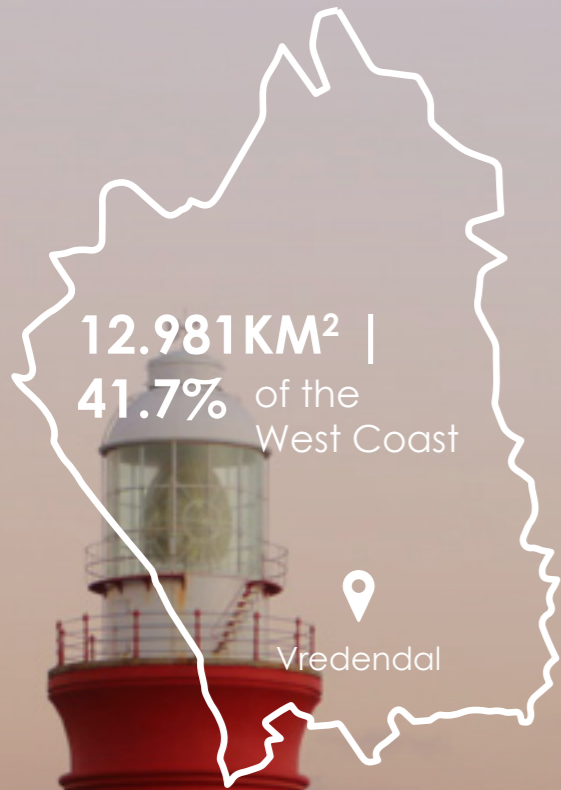 12.981KM² |
41.7% of the
West Coast
Vredendal